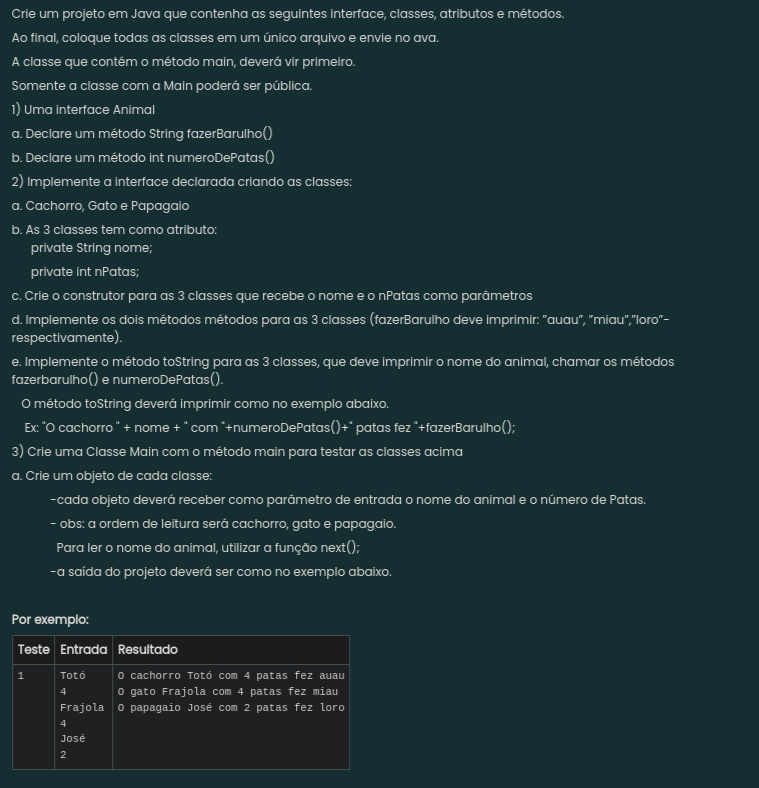 Crie um projeto em Java que contenha as seguintes interface, classes, atributos e métodos.
Ao final, coloque todas as classes em um único arquivo e envie no ava.
A classe que contém o método main, deverá vir primeiro.
Somente a classe com a Main poderá ser pública.
1) Uma interface Animal
a. Declare um método String fazerBarulho()
b. Declare um método int numeroDePatas()
2) Implemente a interface declarada criando as classes:
a. Cachorro, Gato e Papagaio
b. As 3 classes tem como atributo:
private String nome;
private int nPatas;
c. Crie o construtor para as 3 classes que recebe o nome e o nPatas como parâmetros
d. Implemente os dois métodos métodos para as 3 classes (fazerBarulho deve imprimir: ”auau”, ”miau”,”loro”-
respectivamente).
e. Implemente o método toString para as 3 classes, que deve imprimir o nome do animal, chamar os métodos
fazerbarulho() e numeroDePatas().
O método toString deverá imprimir como no exemplo abaixo.
Ex: "O cachorro " + nome + " com "+numeroDePatas()+" patas fez "+fazerBarulho();
3) Crie uma Classe Main com o método main para testar as classes acima
a. Crie um objeto de cada classe:
-cada objeto deverá receber como parâmetro de entrada o nome do animal e o número de Patas.
- obs: a ordem de leitura será cachorro, gato e papagaio.
Para ler o nome do animal, utilizar a função next();
-a saída do projeto deverá ser como no exemplo abaixo.
Por exemplo:
Teste Entrada Resultado
1 Totó O cachorro Totó com 4 patas fez auau
4 O gato Frajola com 4 patas fez miau
Frajola O papagaio José com 2 patas fez loro
4
José
2